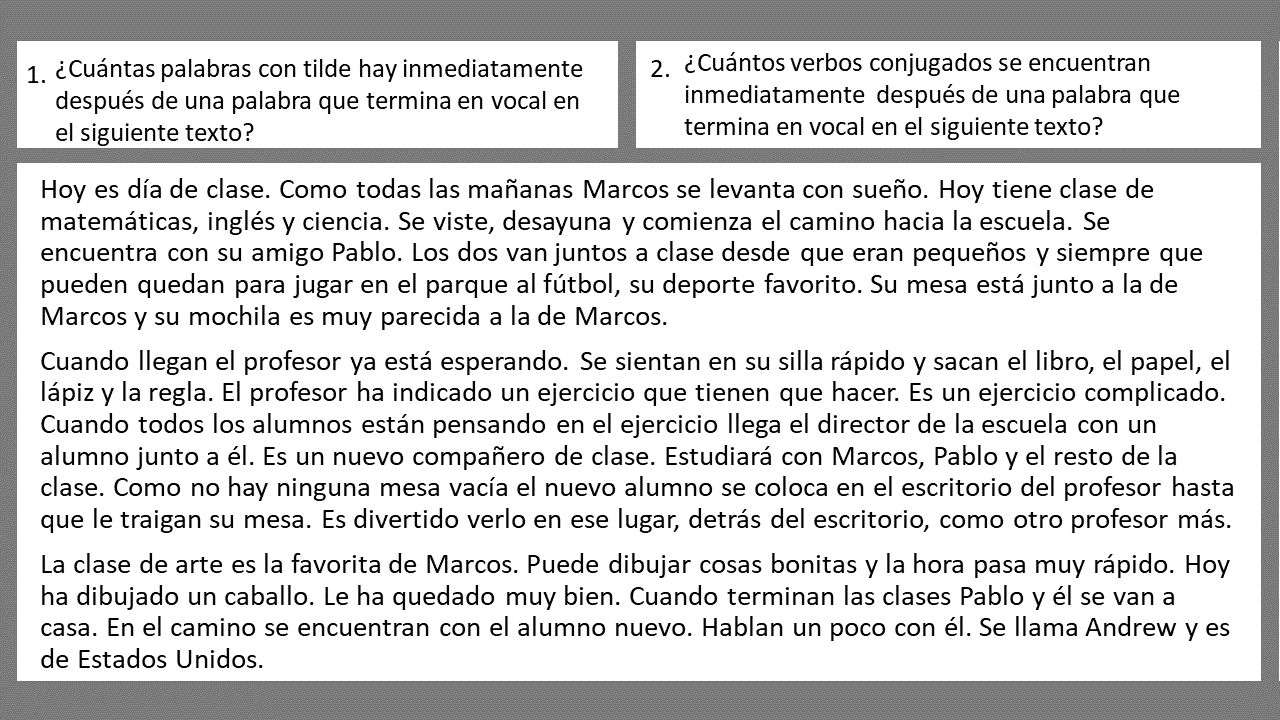 1. ¿Cuántas palabras con tilde hay inmediatamente
después de una palabra que termina en vocal en
el siguiente texto?
2. ¿Cuántos verbos conjugados se encuentran
inmediatamente después de una palabra que
termina en vocal en el siguiente texto?
Hoy es día de clase. Como todas las mañanas Marcos se levanta con sueño. Hoy tiene clase de
matemáticas, inglés y ciencia. Se viste, desayuna y comienza el camino hacia la escuela. Se
encuentra con su amigo Pablo. Los dos van juntos a clase desde que eran pequeños y siempre que
pueden quedan para jugar en el parque al fútbol, su deporte favorito. Su mesa está junto a la de
Marcos y su mochila es muy parecida a la de Marcos.
Cuando llegan el profesor ya está esperando. Se sientan en su silla rápido y sacan el libro, el papel, el
lápiz y la regla. El profesor ha indicado un ejercicio que tienen que hacer. Es un ejercicio complicado.
Cuando todos los alumnos están pensando en el ejercicio llega el director de la escuela con un
alumno junto a él. Es un nuevo compañero de clase. Estudiará con Marcos, Pablo y el resto de la
clase. Como no hay ninguna mesa vacía el nuevo alumno se coloca en el escritorio del profesor hasta
que le traigan su mesa. Es divertido verlo en ese lugar, detrás del escritorio, como otro profesor más.
La clase de arte es la favorita de Marcos. Puede dibujar cosas bonitas y la hora pasa muy rápido. Hoy
ha dibujado un caballo. Le ha quedado muy bien. Cuando terminan las clases Pablo y él se van a
casa. En el camino se encuentran con el alumno nuevo. Hablan un poco con él. Se llama Andrew y es
de Estados Unidos.